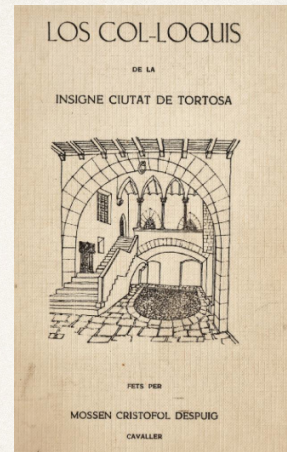 LOS COL-LOQUIS
DE LA
INSIGNE CIUTAT DE TORTOSA
FETS PER
MOSSEN CRISTOFOL DESPUIG
CAVALLER